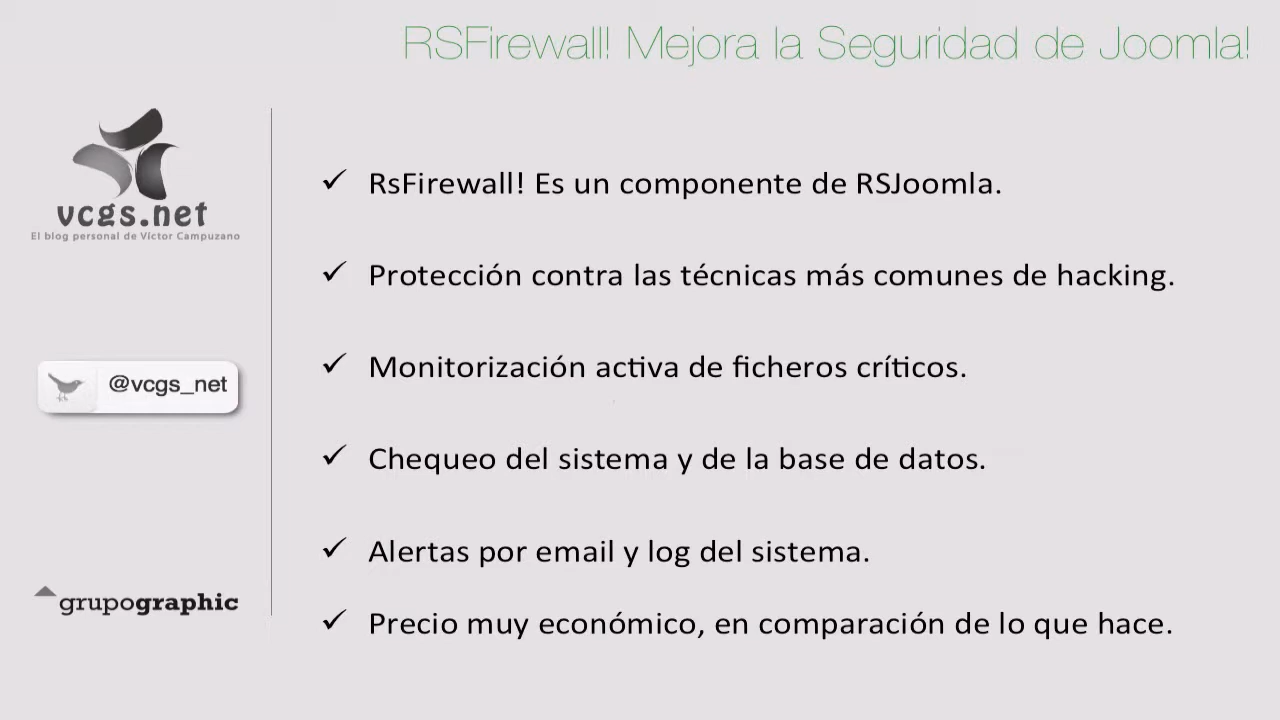 RSFirewall! Mejora la Seguridad de Joomla!
vcgs.net
El blog personal de Víctor Campuzano
@vcgs_net
grupographic
RsFirewall! Es un componente de RSJoomla.
Protección contra las técnicas más comunes de hacking.
Monitorización activa de ficheros críticos.
Chequeo del sistema y de la base de datos.
Alertas por email y log del sistema.
Precio muy económico, en comparación de lo que hace.